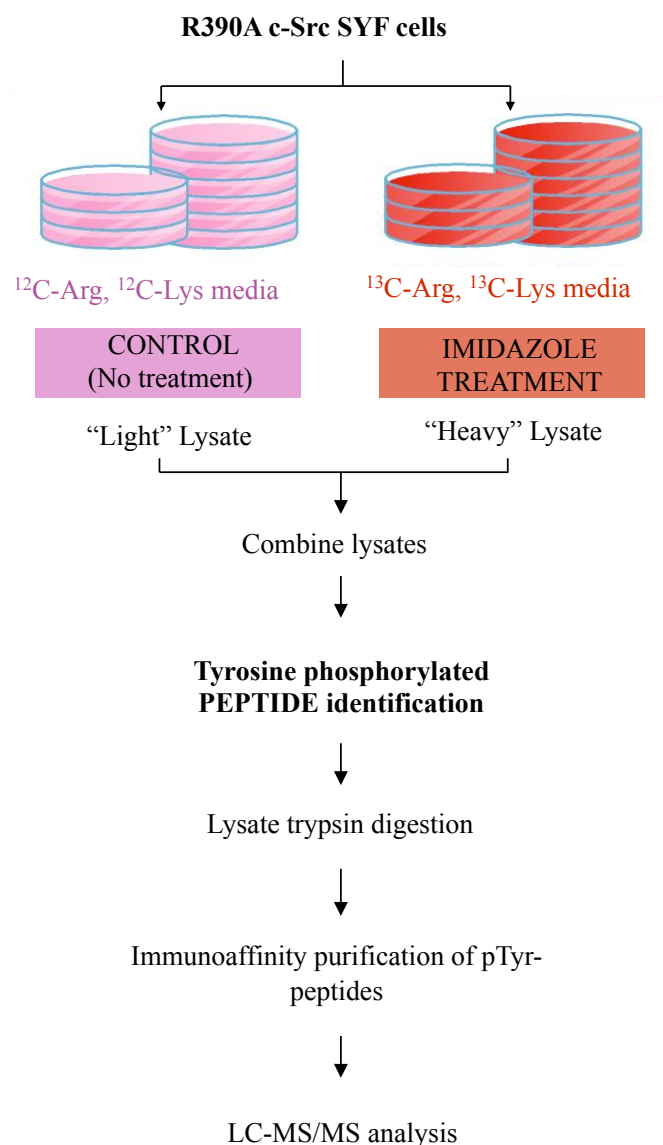 R390A c-Src SYF cells
¹²C-Arg, ¹²C-Lys media
¹³C-Arg, ¹³C-Lys media
CONTROL
(No treatment)
IMIDAZOLE
TREATMENT
“Light” Lysate
“Heavy” Lysate
Combine lysates
Tyrosine phosphorylated
PEPTIDE identification
Lysate trypsin digestion
Immunoaffinity purification of pTyr-
peptides
LC-MS/MS analysis